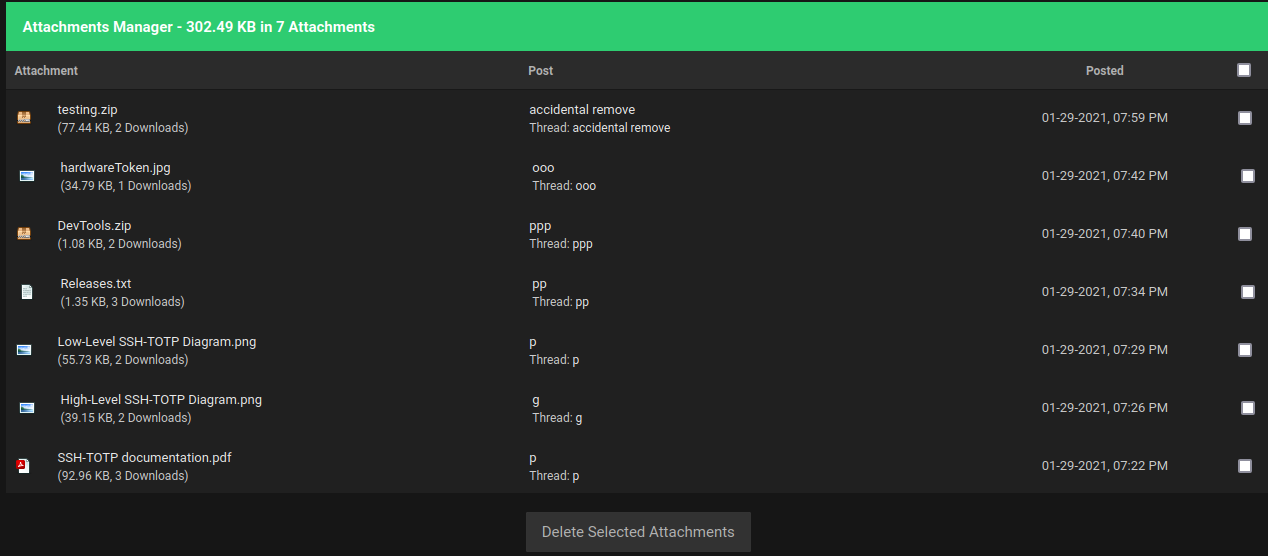 Attachments Manager - 302.49 KB in 7 Attachments
Attachment Post Posted
testing.zip accidental remove
(77.44 KB, 2 Downloads) Thread: accidental remove 01-29-2021, 07:59 PM
hardwareToken.jpg ooo
(34.79 KB, 1 Downloads) Thread: ooo 01-29-2021, 07:42 PM
DevTools.zip ppp
(1.08 KB, 2 Downloads) Thread: ppp 01-29-2021, 07:40 PM
Releases.txt pp
(1.35 KB, 3 Downloads) Thread: pp 01-29-2021, 07:34 PM
Low-Level SSH-TOTP Diagram.png p
(55.73 KB, 2 Downloads) Thread: p 01-29-2021, 07:29 PM
High-Level SSH-TOTP Diagram.png g
(39.15 KB, 2 Downloads) Thread: g 01-29-2021, 07:26 PM
SSH-TOTP documentation.pdf p
(92.96 KB, 3 Downloads) Thread: p 01-29-2021, 07:22 PM
Delete Selected Attachments